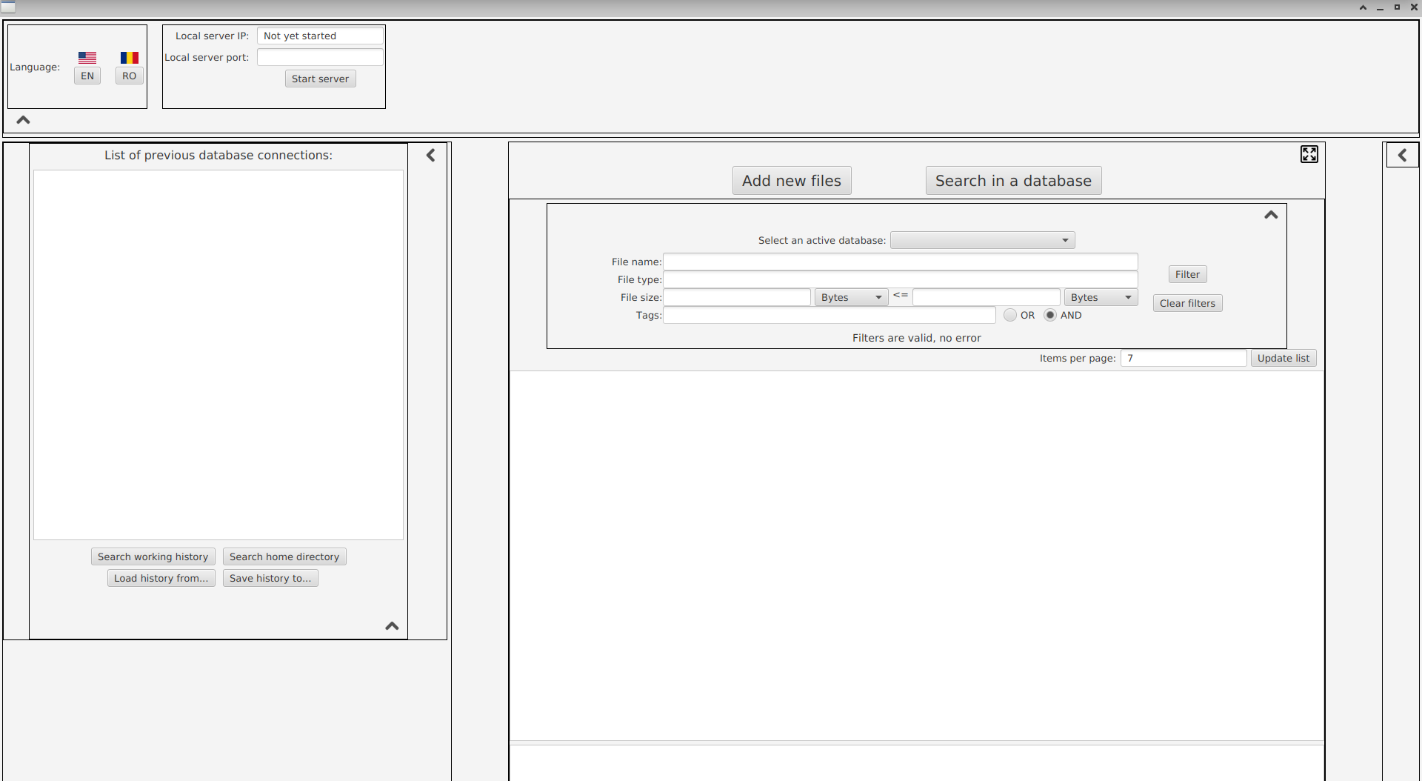 Language:
EN
RO
Local server IP: Not yet started
Local server port:
Start server
List of previous database connections:
Search working history
Search home directory
Load history from...
Save history to...
Add new files
Search in a database
Select an active database:
File name:
File type:
File size: Bytes <= Bytes
Tags: OR AND
Filter
Clear filters
Filters are valid, no error
Items per page: 7 Update list